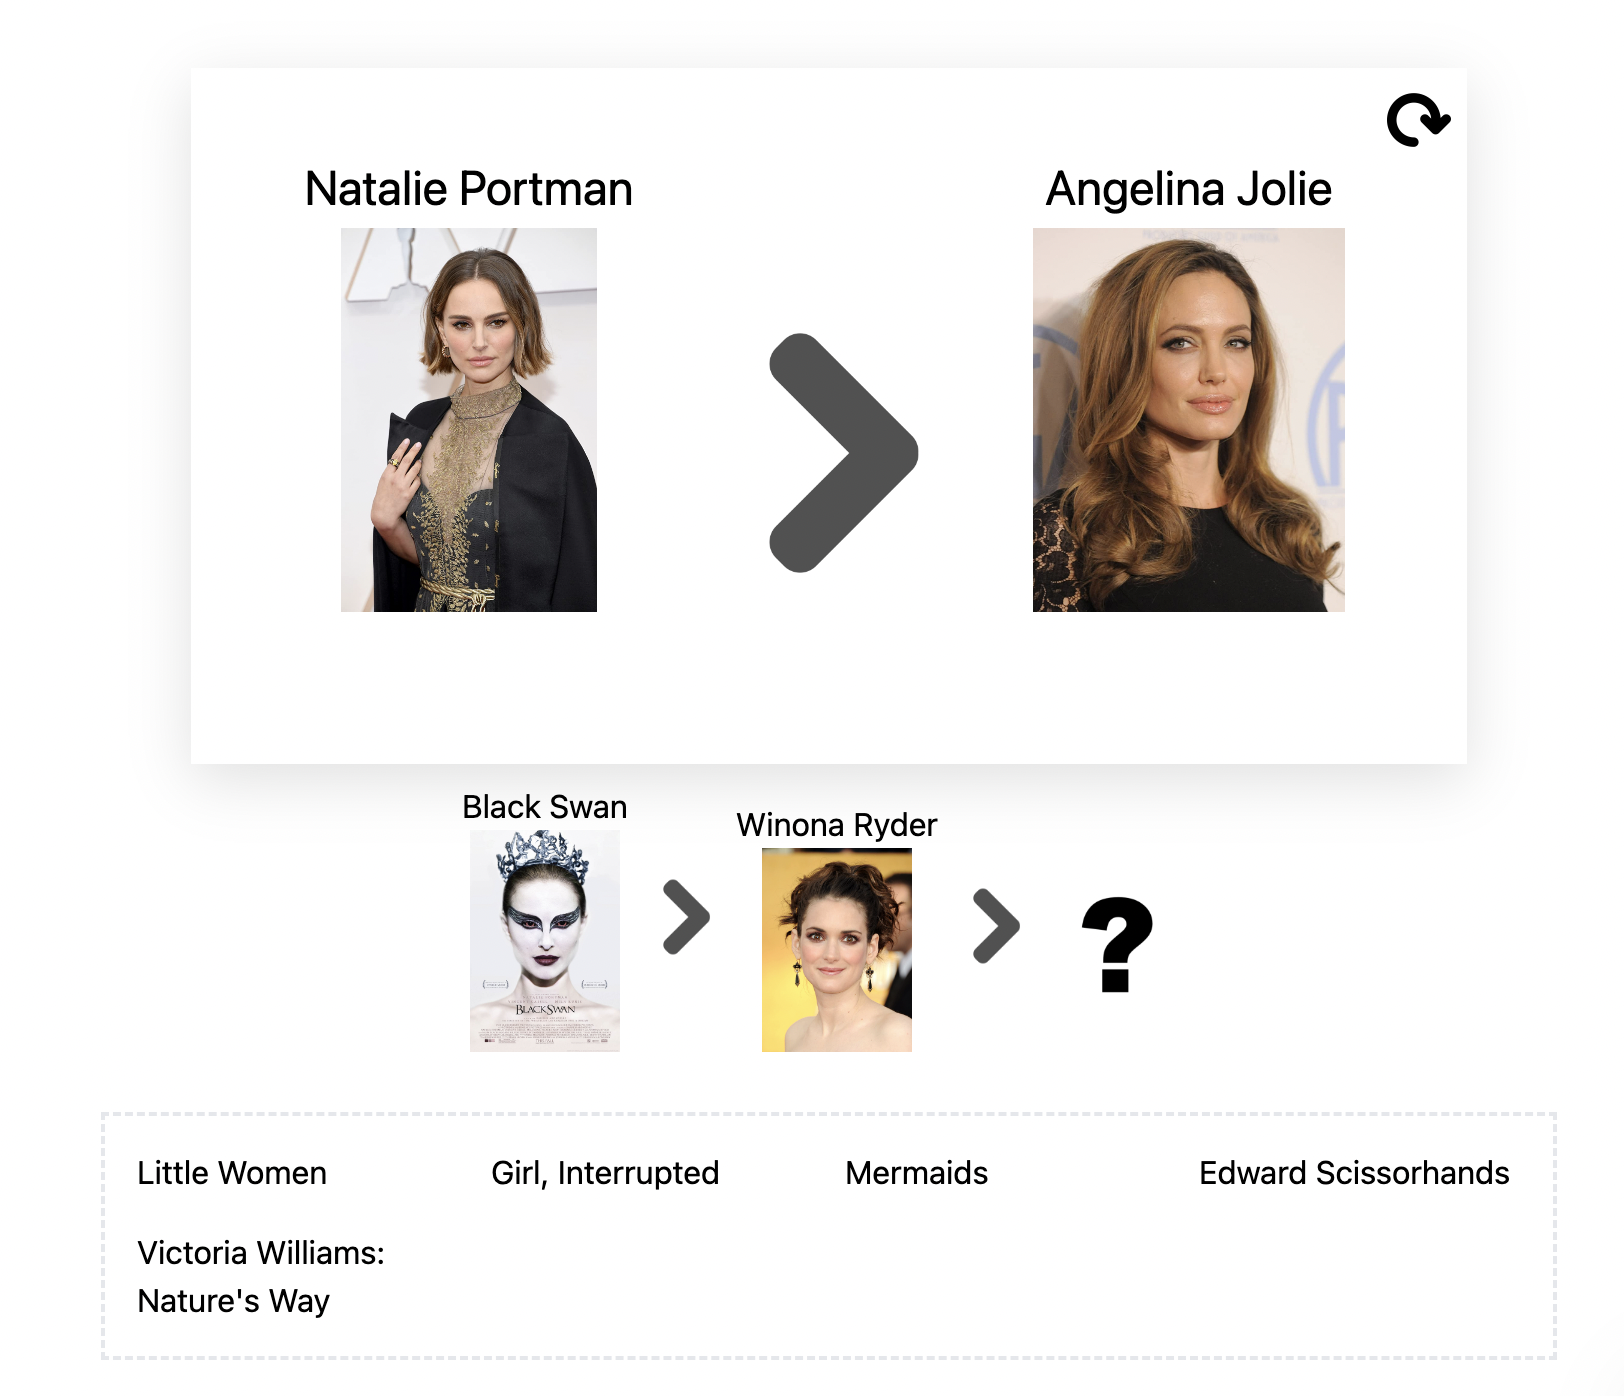 Natalie Portman
Angelina Jolie
Black Swan
Winona Ryder
BLACK SWAN
?
Little Women
Girl, Interrupted
Mermaids
Edward Scissorhands
Victoria Williams:
Nature's Way